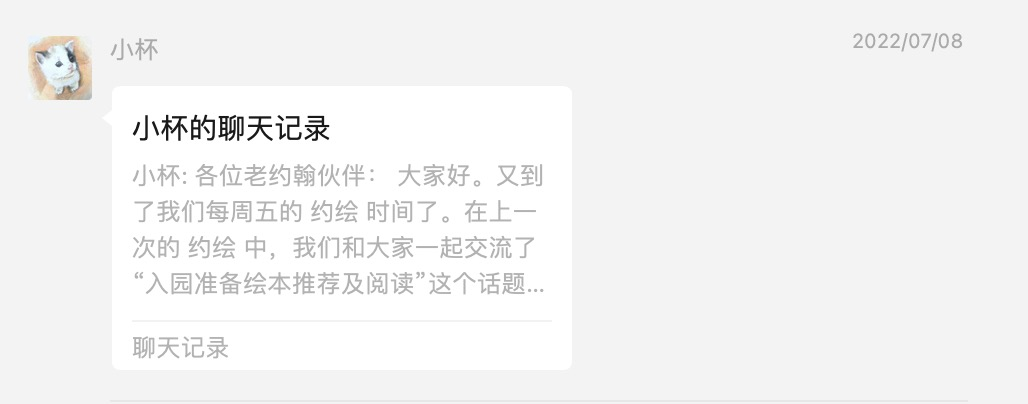 小杯
2022/07/08
小杯的聊天记录
小杯: 各位老约翰伙伴： 大家好。又到
了我们每周五的 约绘 时间了。在上一
次的 约绘 中，我们和大家一起交流了
“入园准备绘本推荐及阅读”这个话题...
聊天记录